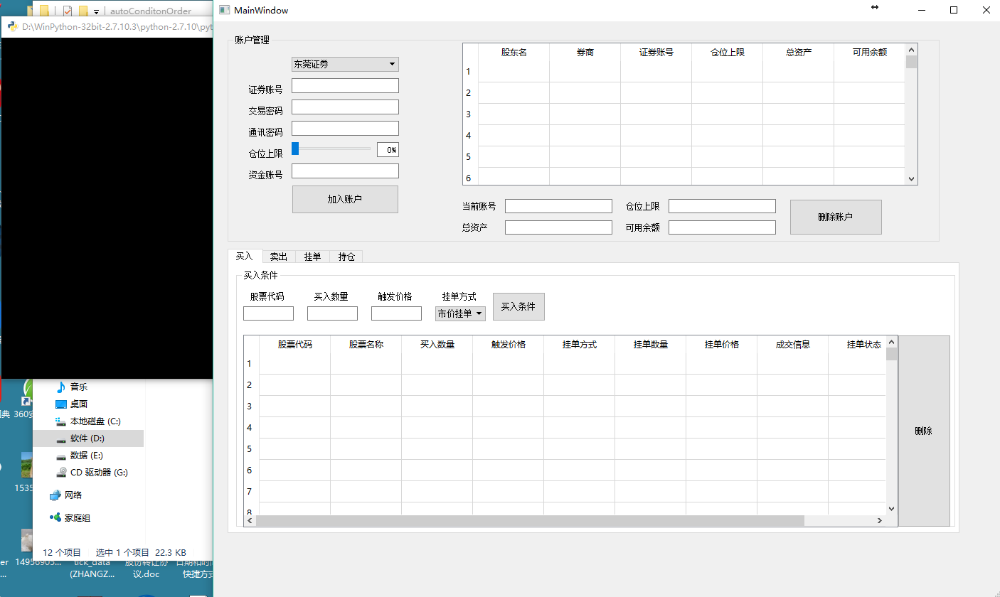 autoConditonOrder
D:\WinPython-32bit-2.7.10.3\python-2.7.10\pyt
MainWindow
账户管理
东莞证券
证券账号
交易密码
通讯密码
仓位上限 0%
资金账号
加入账户
股东名 券商 证券账号 仓位上限 总资产 可用余额
1
2
3
4
5
6
当前账号 仓位上限
总资产 可用余额
删除账户
买入 卖出 挂单 持仓
买入条件
股票代码 买入数量 触发价格 挂单方式
市价挂单
买入条件
股票代码 股票名称 买入数量 触发价格 挂单方式 挂单数量 挂单价格 成交信息 挂单状态
1
2
3
4
5
6
7
8
删除
音乐
桌面
本地磁盘 (C:)
软件 (D:)
数据 (E:)
CD 驱动器 (G:)
网络
家庭组
12 个项目 选中 1 个项目 22.3 KB
典 360安
1535
er 14956905... tick_data 股份转让协 日期和时间
... (ZHANGZ... 议.doc 快捷方式